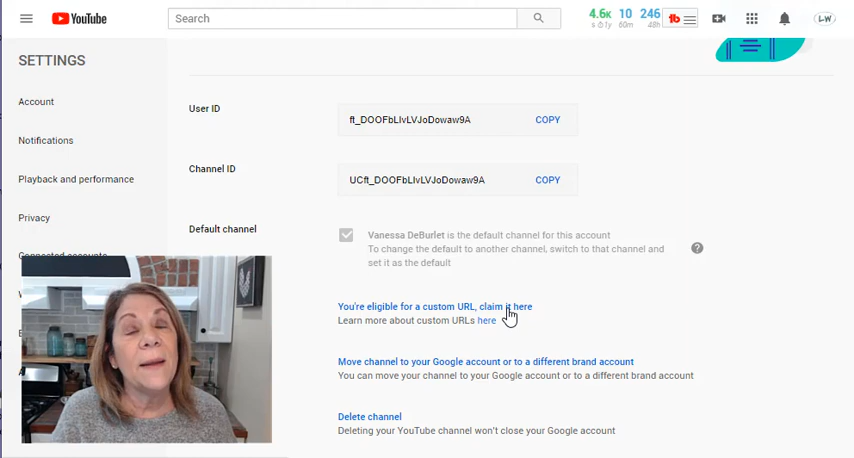 YouTube
Search
4.6K 10 246
60m 48h
LW
SETTINGS
Account
Notifications
Playback and performance
Privacy
Connected accounts
User ID
ft_DOOFbLIvLVJoDowaw9A COPY
Channel ID
UCft_DOOFbLIvLVJoDowaw9A COPY
Default channel
Vanessa DeBurlet is the default channel for this account
To change the default to another channel, switch to that channel and
set it as the default
You're eligible for a custom URL, claim it here
Learn more about custom URLs here
Move channel to your Google account or to a different brand account
You can move your channel to your Google account or to a different brand account
Delete channel
Deleting your YouTube channel won't close your Google account